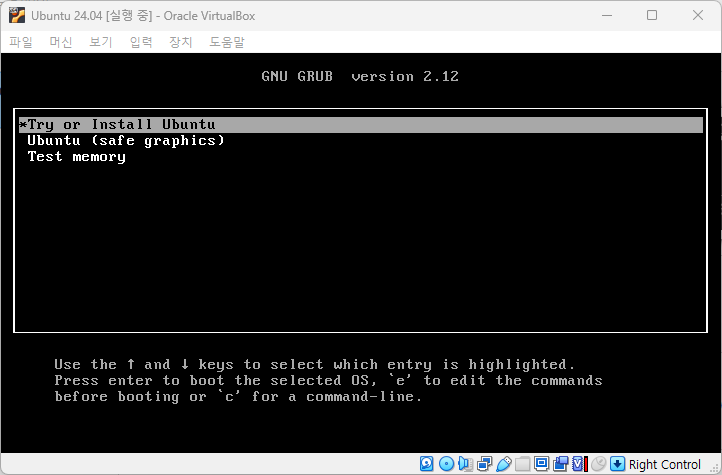 Ubuntu 24.04 [실행 중] - Oracle VirtualBox
파일 머신 보기 입력 장치 도움말
GNU GRUB version 2.12
*Try or Install Ubuntu
Ubuntu (safe graphics)
Test memory
Use the ↑ and ↓ keys to select which entry is highlighted.
Press enter to boot the selected OS, `e' to edit the commands
before booting or `c' for a command-line.
Right Control